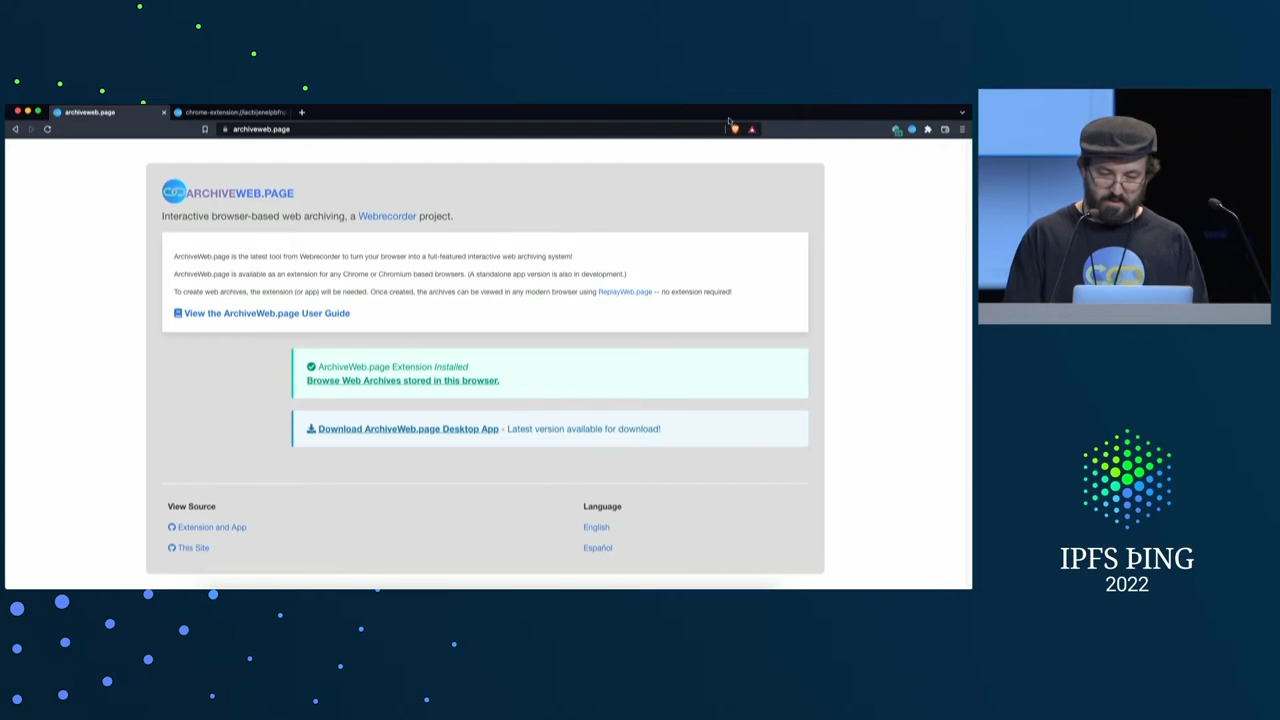 archiveweb.page
archiveweb.page
ARCHIVEWEB.PAGE
Interactive browser-based web archiving, a Webrecorder project.
ArchiveWeb.page is the latest tool from Webrecorder to turn your browser into a full-featured interactive web archiving system!
ArchiveWeb.page is available as an extension for any Chrome or Chromium based browsers. (A standalone app version is also in development.)
To create web archives, the extension (or app) will be needed. Once created, the archives can be viewed in any modern browser using ReplayWeb.page -- no extension required!
View the ArchiveWeb.page User Guide
ArchiveWeb.page Extension Installed
Browse Web Archives stored in this browser.
Download ArchiveWeb.page Desktop App - Latest version available for download!
View Source
Extension and App
This Site
Language
English
Español
IPFS ÞING
2022